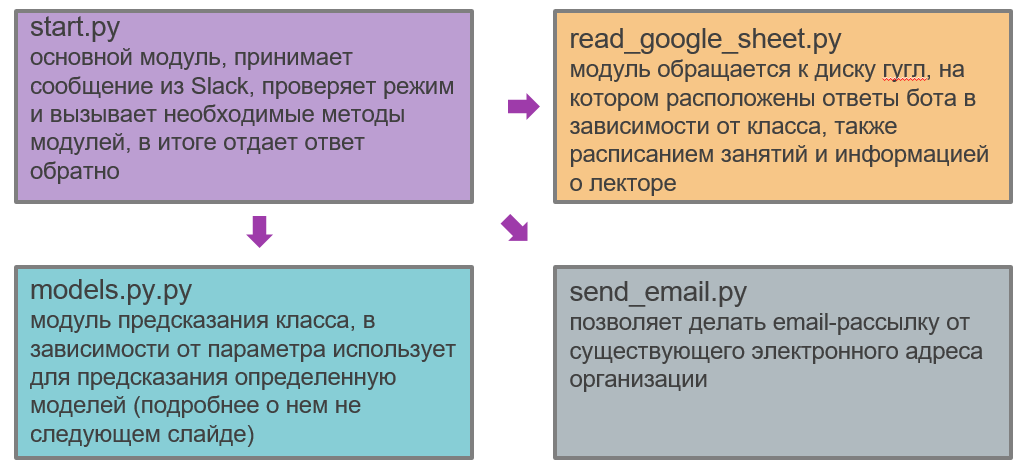 start.py
основной модуль, принимает
сообщение из Slack, проверяет режим
и вызывает необходимые методы
модулей, в итоге отдает ответ
обратно
read_google_sheet.py
модуль обращается к диску гугл, на
котором расположены ответы бота в
зависимости от класса, также
расписанием занятий и информацией
о лекторе
models.py.py
модуль предсказания класса, в
зависимости от параметра использует
для предсказания определенную
моделей (подробнее о нем не
следующем слайде)
send_email.py
позволяет делать email-рассылку от
существующего электронного адреса
организации